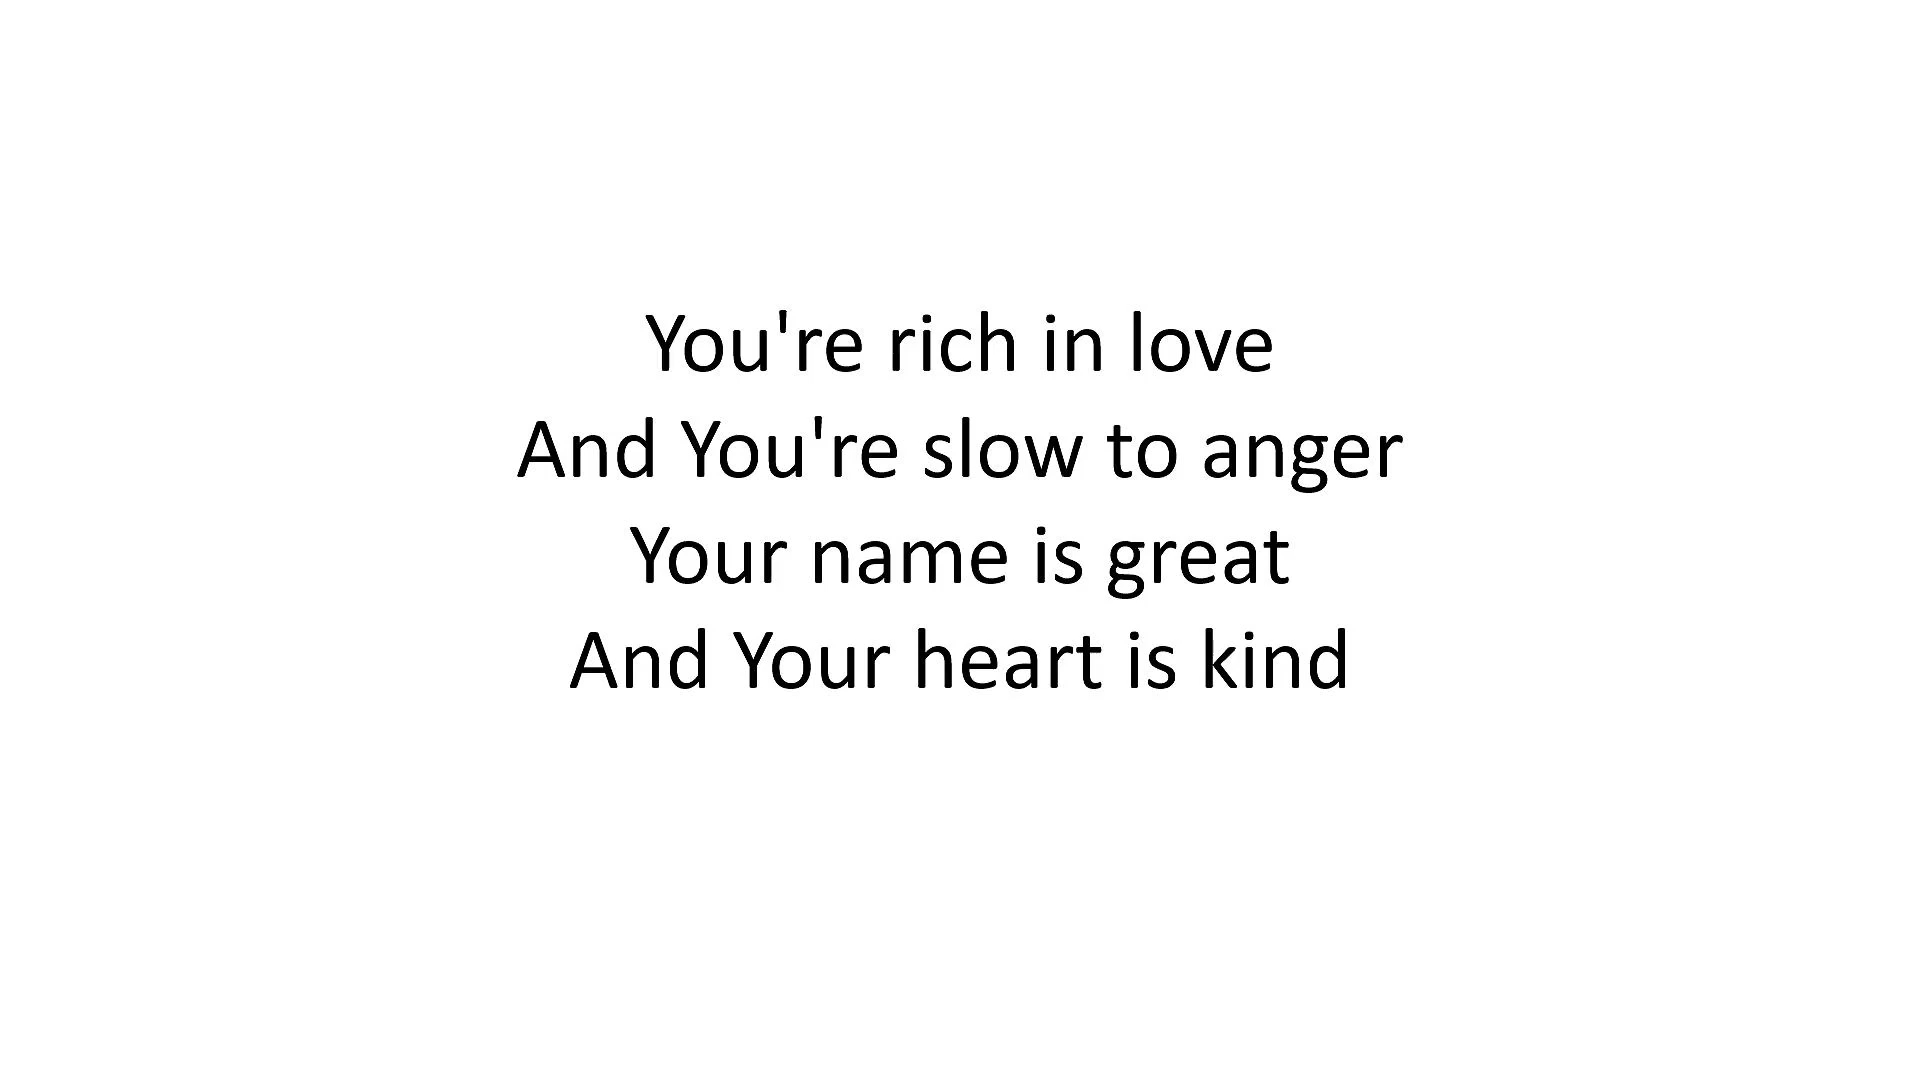 You're rich in love
And You're slow to anger
Your name is great
And Your heart is kind